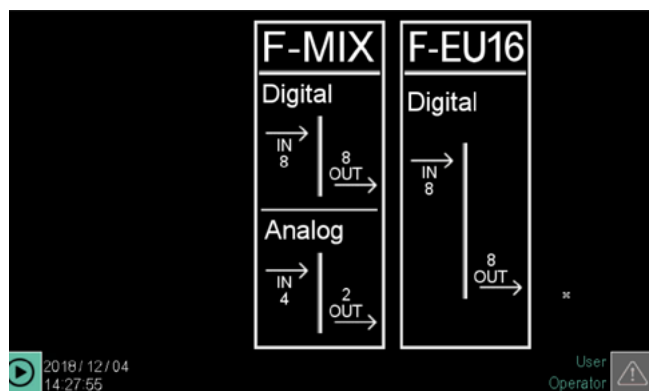 F-MIX
Digital
IN
8
8
OUT
Analog
IN
4
2
OUT
F-EU16
Digital
IN
8
8
OUT
2018/12/04
14:27:55
User
Operator